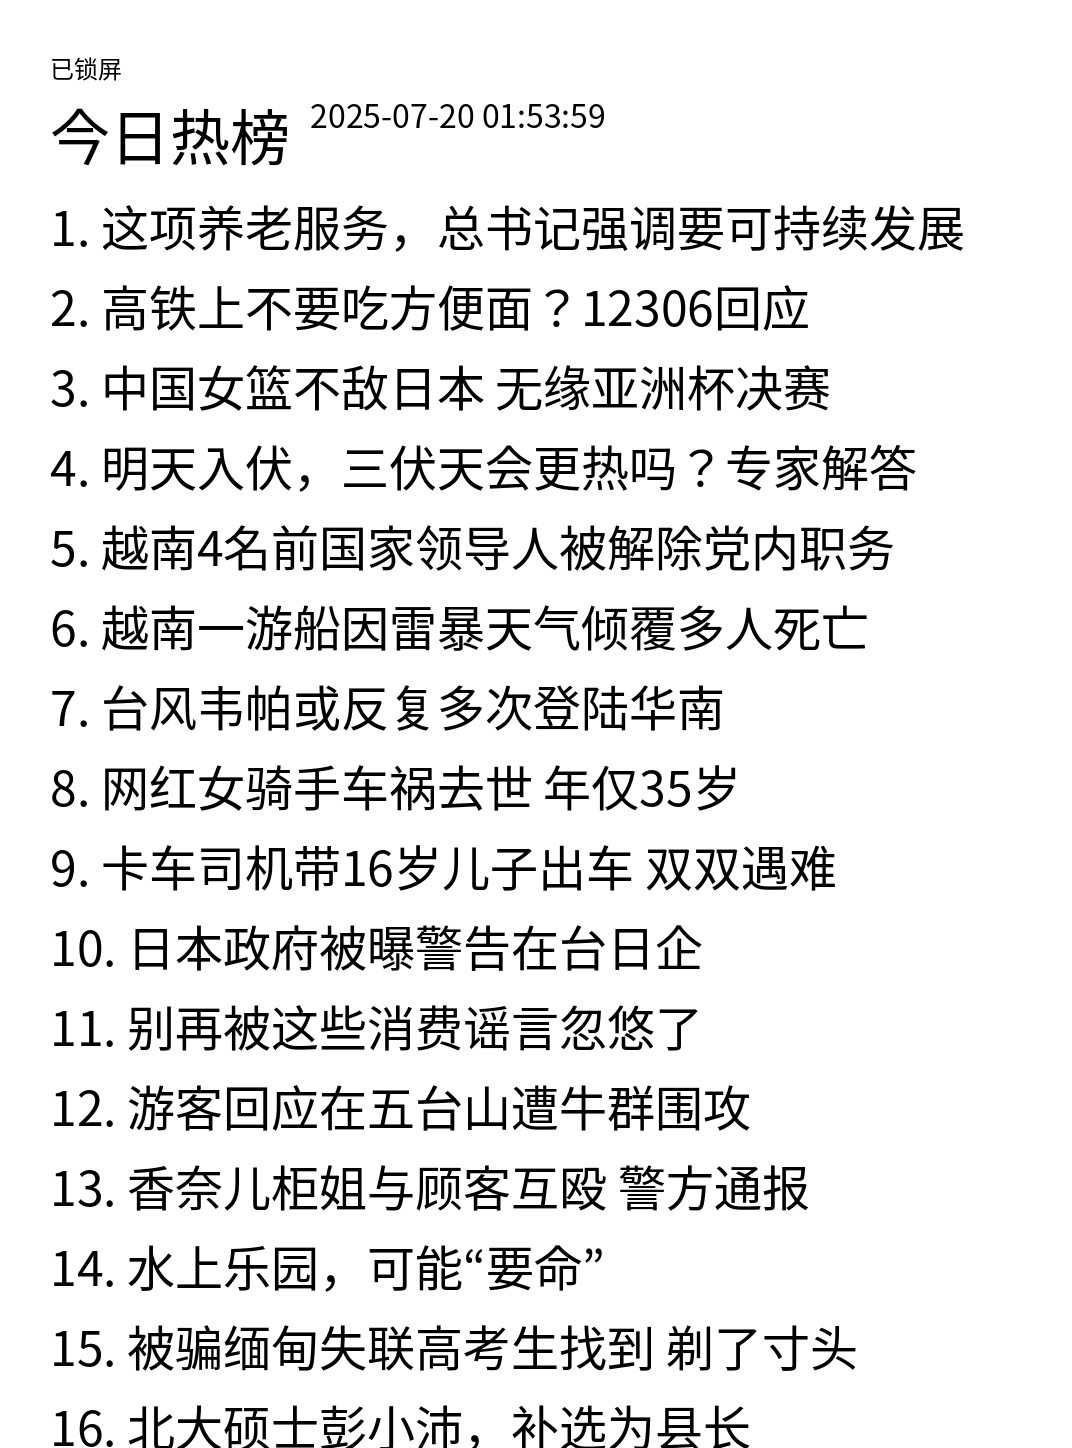 已锁屏
今日热榜 2025-07-20 01:53:59
1. 这项养老服务，总书记强调要可持续发展
2. 高铁上不要吃方便面？12306回应
3. 中国女篮不敌日本 无缘亚洲杯决赛
4. 明天入伏，三伏天会更热吗？专家解答
5. 越南4名前国家领导人被解除党内职务
6. 越南一游船因雷暴天气倾覆多人死亡
7. 台风韦帕或反复多次登陆华南
8. 网红女骑手车祸去世 年仅35岁
9. 卡车司机带16岁儿子出车 双双遇难
10. 日本政府被曝警告在台日企
11. 别再被这些消费谣言忽悠了
12. 游客回应在五台山遭牛群围攻
13. 香奈儿柜姐与顾客互殴 警方通报
14. 水上乐园，可能“要命”
15. 被骗缅甸失联高考生找到 剃了寸头
16. 北大硕士彭小沛，补选为县长